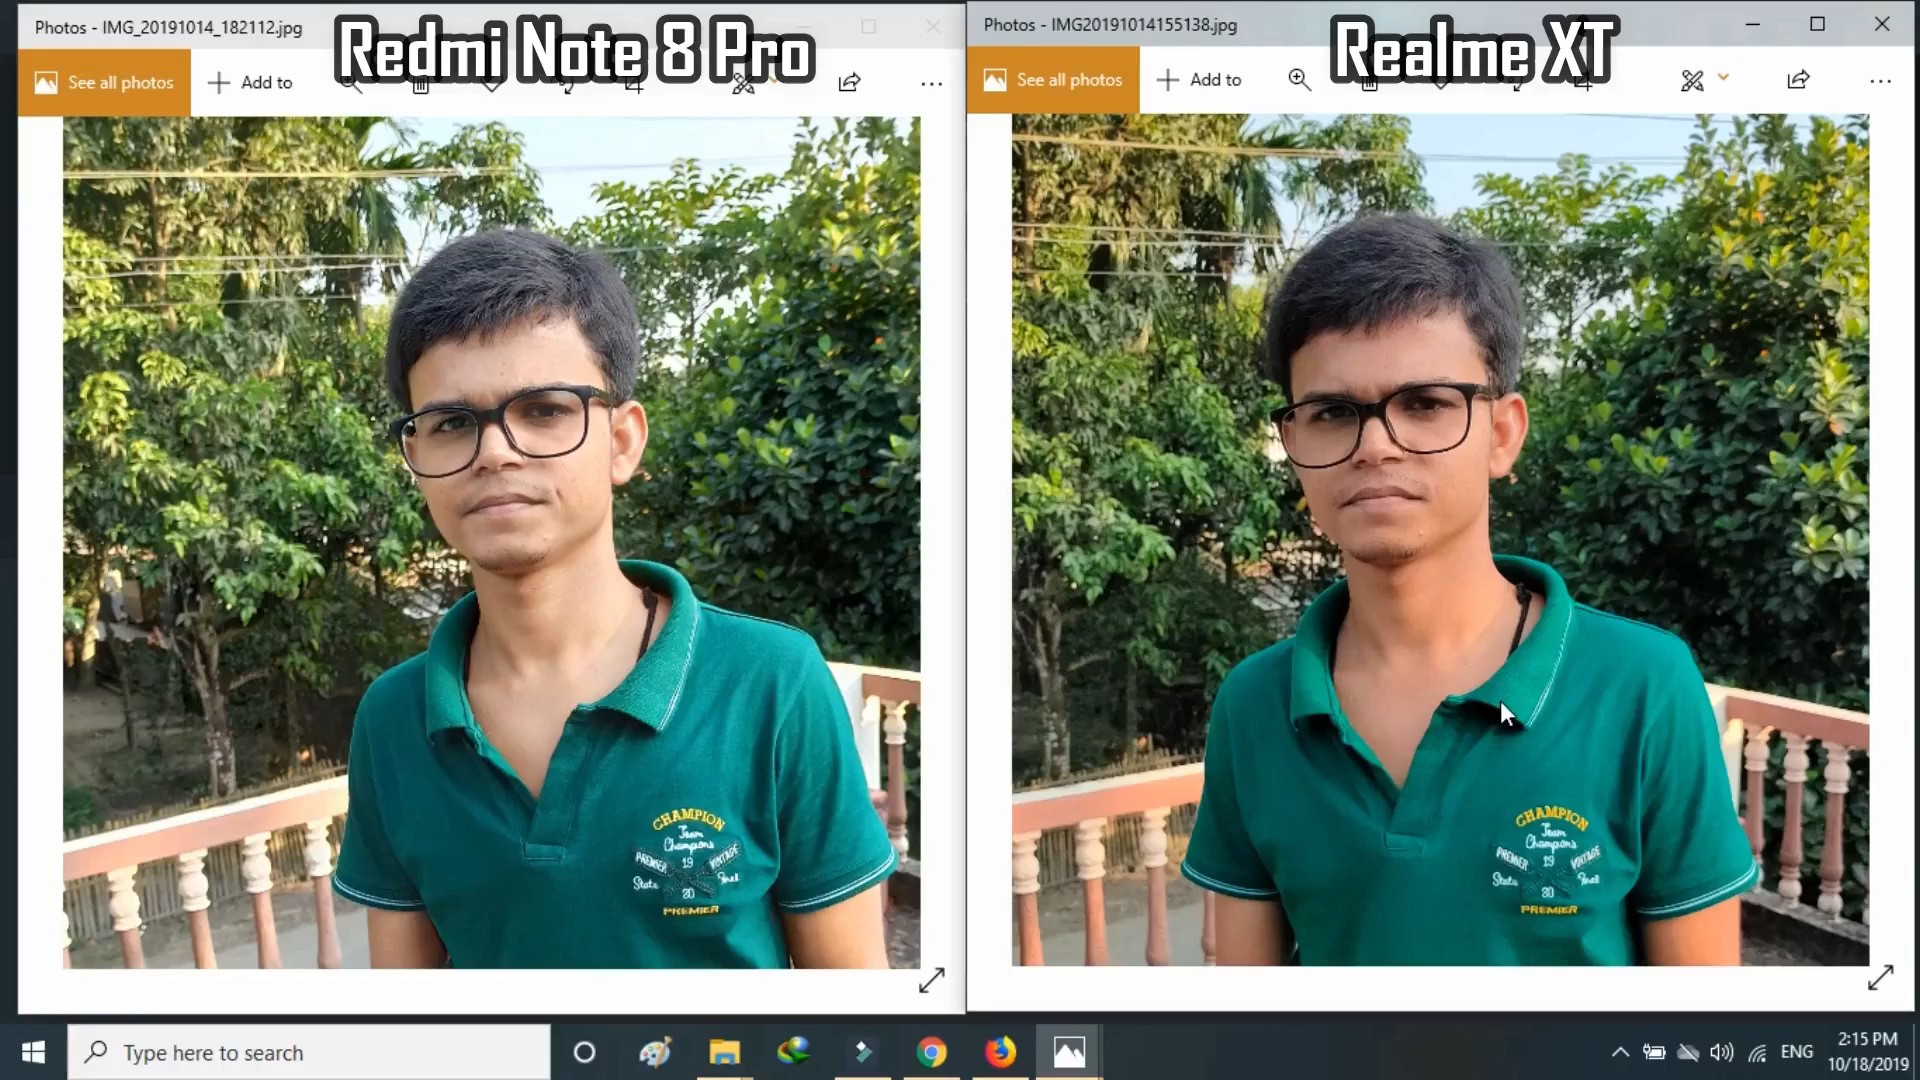 Photos - IMG_20191014_182112.jpg
Redmi Note 8 Pro
See all photos
Add to
Photos - IMG20191014155138.jpg
Realme XT
See all photos
Add to
CHAMPION
Team
Champions
PREMIER 19 VINTAGE
State
20
PREMIER
CHAMPION
Team
Champions
PREMIER 19 VINTAGE
State
20
PREMIER
Type here to search
ENG
2:15 PM
10/18/2019